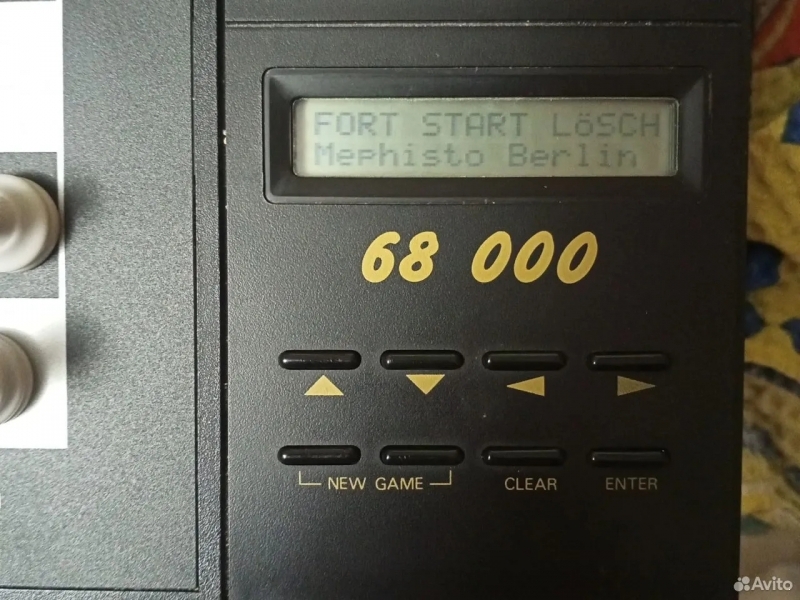 FORT START LöSCH
Mephisto Berlin
68 000
NEW GAME
CLEAR
ENTER
Avito